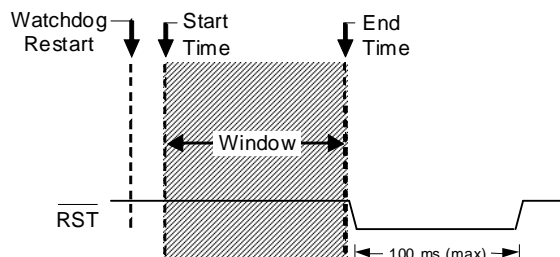 Watchdog
Restart
Start
Time
End
Time
Window
RST
100 ms (max)